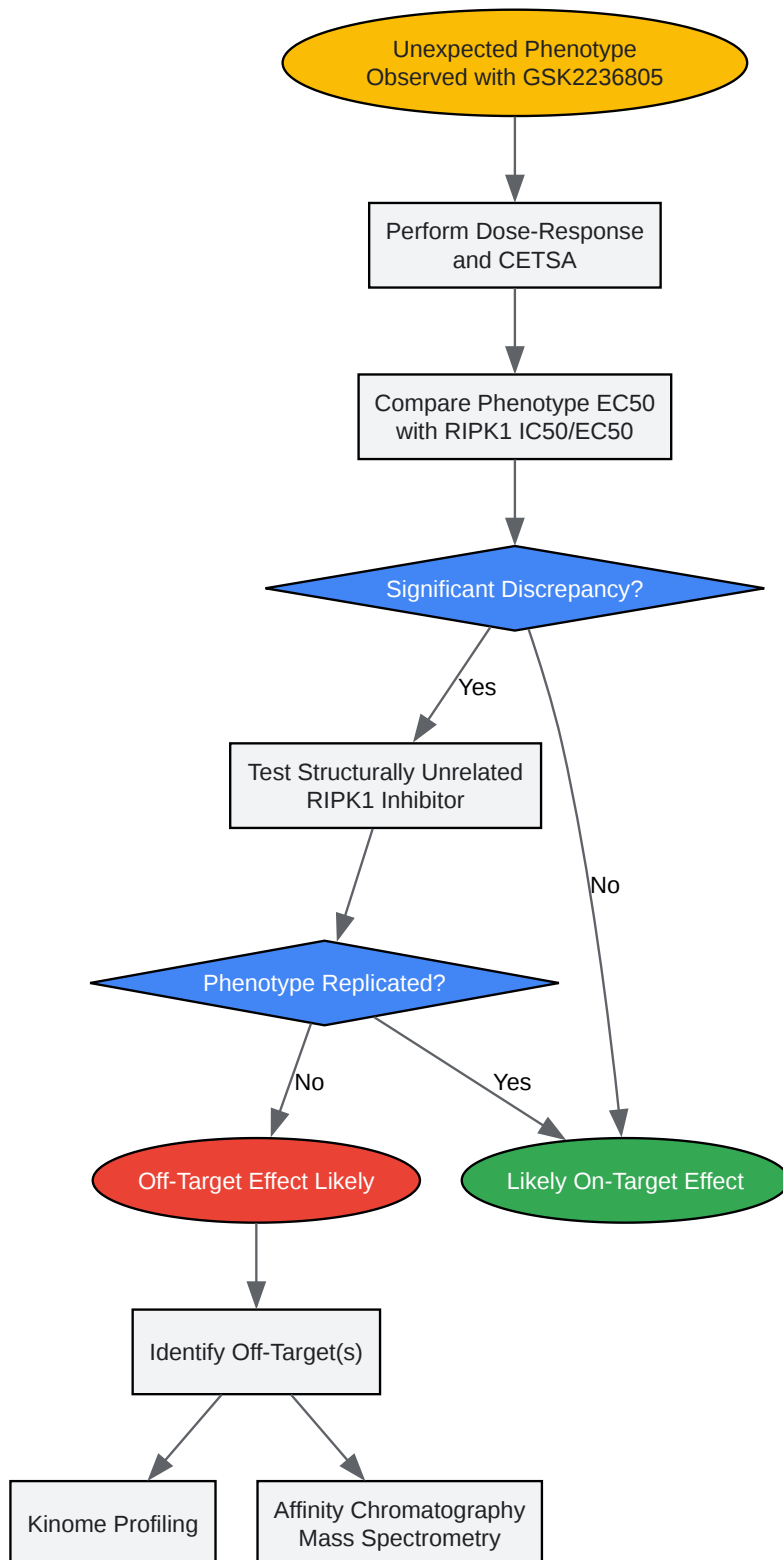 Unexpected Phenotype
Observed with GSK2236805
Perform Dose-Response
and CETSA
Compare Phenotype EC50
with RIPK1 IC50/EC50
Significant Discrepancy?
Yes
Test Structurally Unrelated
RIPK1 Inhibitor
No
Phenotype Replicated?
No
Yes
Off-Target Effect Likely
Likely On-Target Effect
Identify Off-Target(s)
Kinome Profiling
Affinity Chromatography
Mass Spectrometry